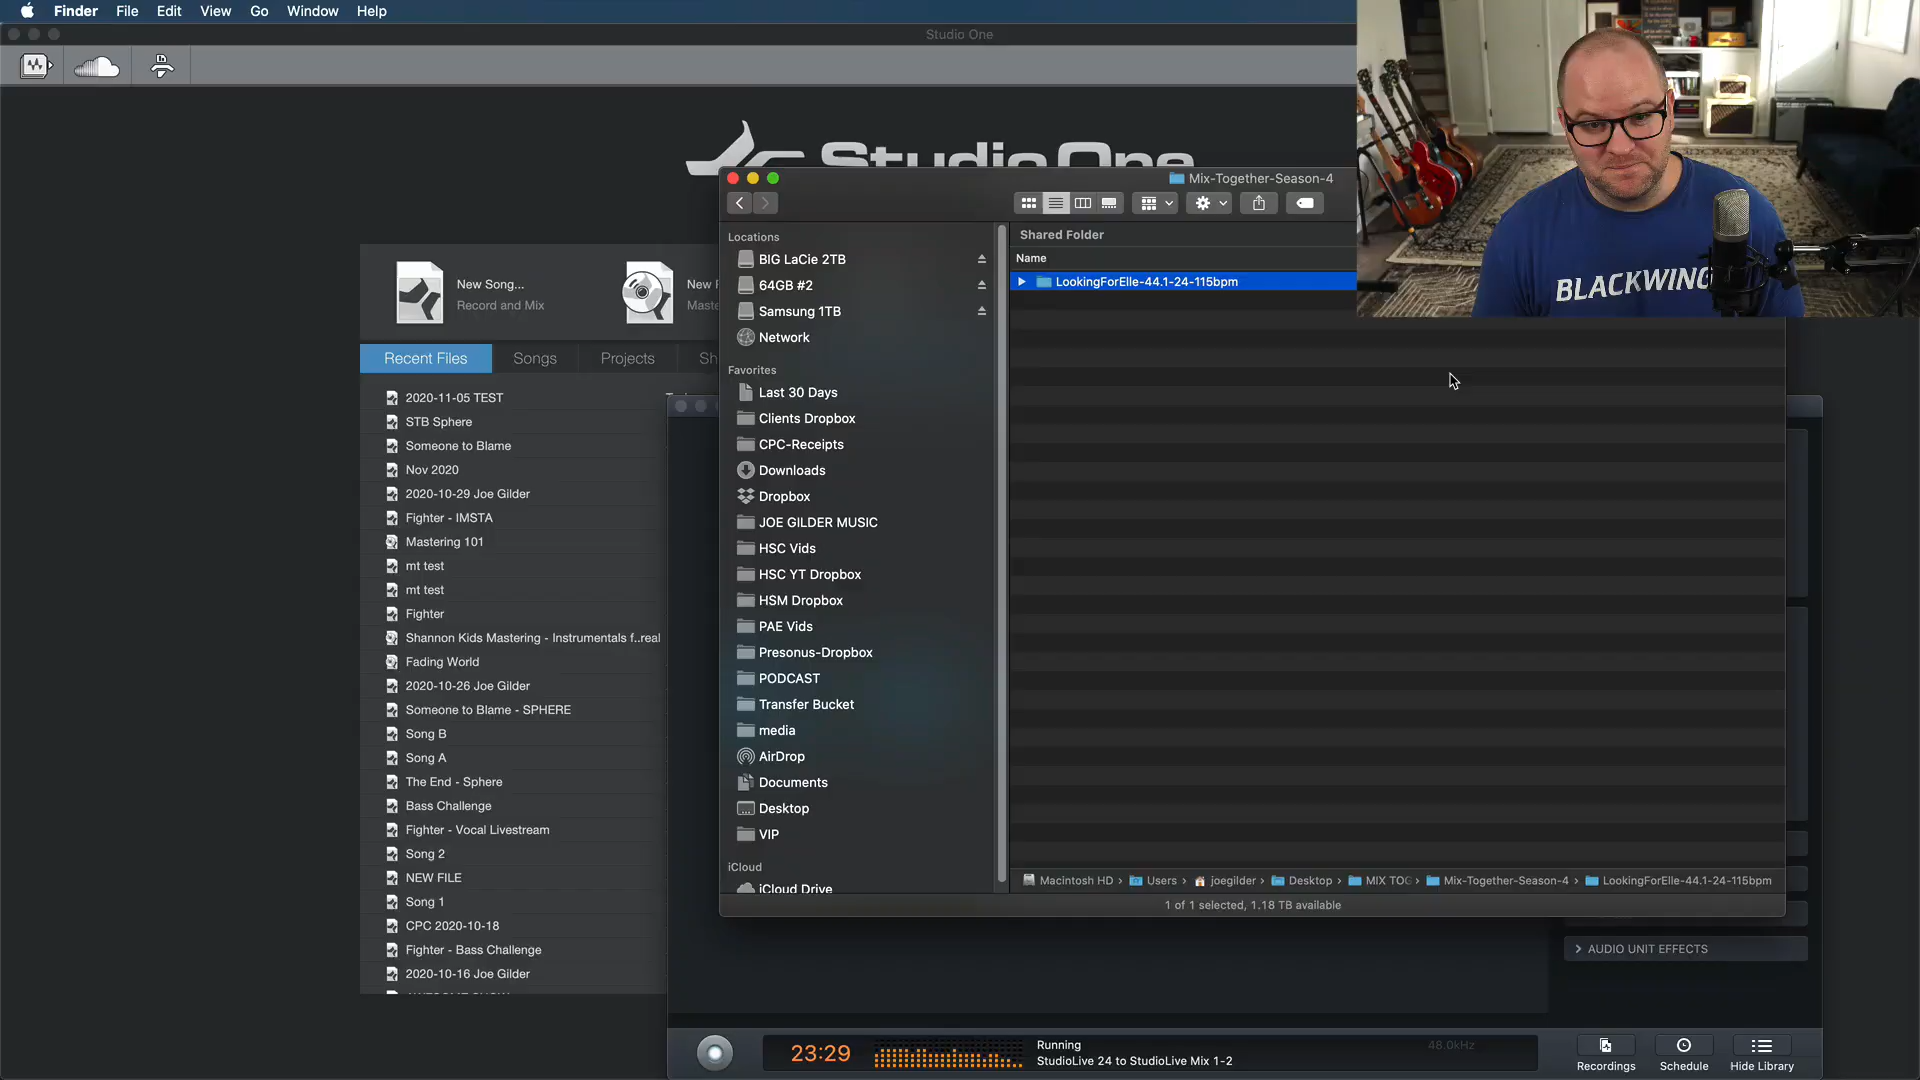 Finder File Edit View Go Window Help
Studio One
Studio One
Mix-Together-Season-4
New Song...
Record and Mix
Recent Files Songs Projects
2020-11-05 TEST
STB Sphere
Someone to Blame
Nov 2020
2020-10-29 Joe Gilder
Fighter - IMSTA
Mastering 101
mt test
mt test
Fighter
Shannon Kids Mastering - Instrumentals f..real
Fading World
2020-10-26 Joe Gilder
Someone to Blame - SPHERE
Song B
Song A
The End - Sphere
Bass Challenge
Fighter - Vocal Livestream
Song 2
NEW FILE
Song 1
CPC 2020-10-18
Fighter - Bass Challenge
2020-10-16 Joe Gilder
Locations
BIG LaCie 2TB
64GB #2
Samsung 1TB
Network
Favorites
Last 30 Days
Clients Dropbox
CPC-Receipts
Downloads
Dropbox
JOE GILDER MUSIC
HSC Vids
HSC YT Dropbox
HSM Dropbox
PAE Vids
Presonus-Dropbox
PODCAST
Transfer Bucket
media
AirDrop
Documents
Desktop
VIP
iCloud
iCloud Drive
Shared Folder
Name
LookingForElle-44.1-24-115bpm
BLACKWING
Macintosh HD › Users › joegilder › Desktop › MIX TOG › Mix-Together-Season-4 › LookingForElle-44.1-24-115bpm
1 of 1 selected, 1.18 TB available
AUDIO UNIT EFFECTS
23:29
Running
48.0kHz
StudioLive 24 to StudioLive Mix 1-2
Recordings Schedule Hide Library